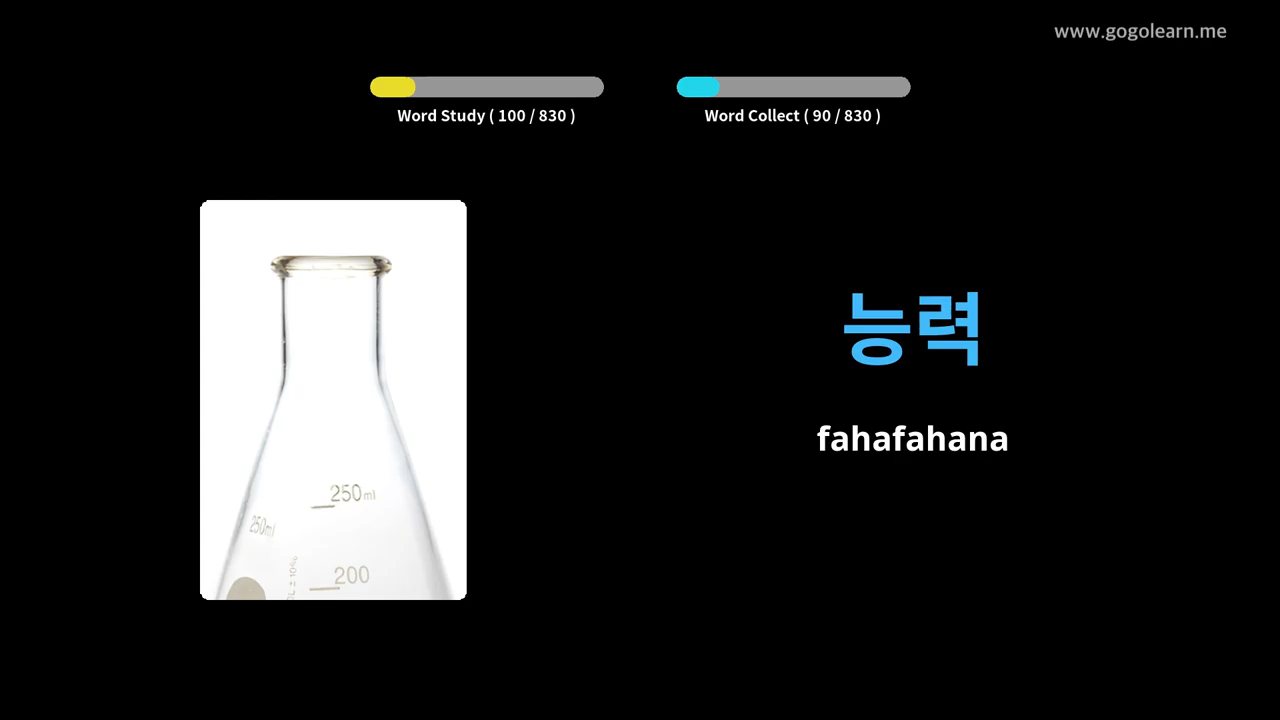 www.gogolearn.me
Word Study ( 100 / 830 )
Word Collect ( 90 / 830 )
능력
fahafahana
250ml
250ml
200